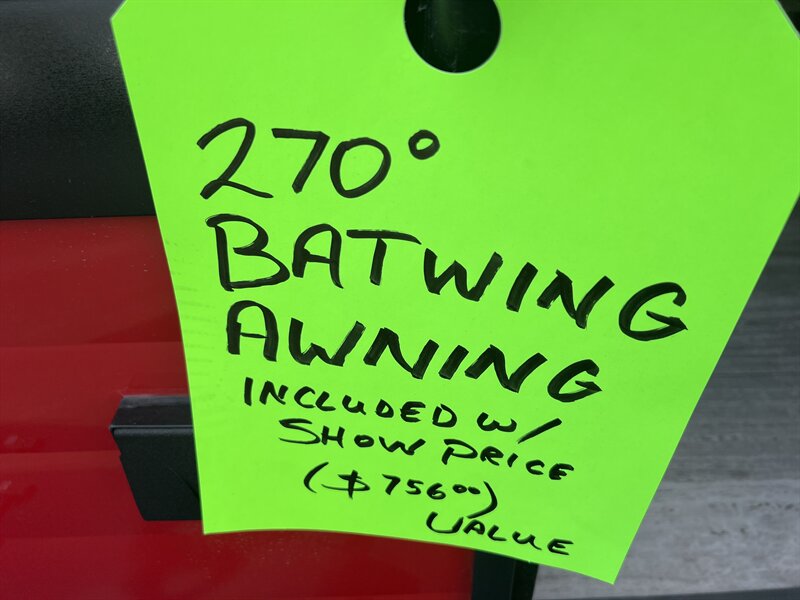 270°
BATWING
AWNING
INCLUDED W/
SHOW PRICE
($756⁰⁰)
VALUE